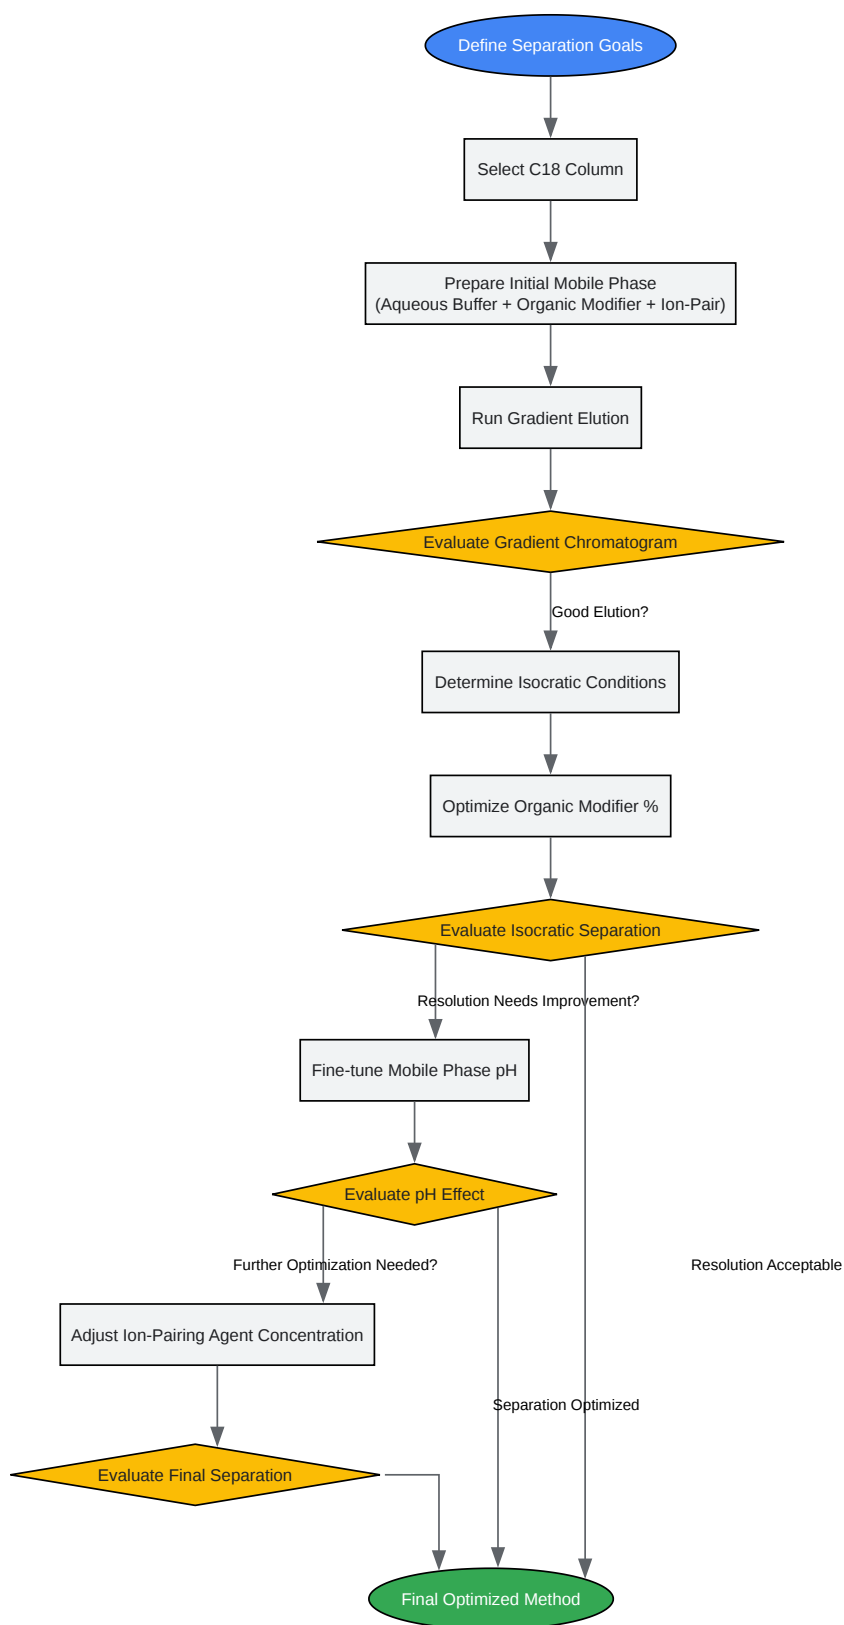 Define Separation Goals
Select C18 Column
Prepare Initial Mobile Phase
(Aqueous Buffer + Organic Modifier + Ion-Pair)
Run Gradient Elution
Evaluate Gradient Chromatogram
Good Elution?
Determine Isocratic Conditions
Optimize Organic Modifier %
Evaluate Isocratic Separation
Resolution Needs Improvement?
Fine-tune Mobile Phase pH
Evaluate pH Effect
Further Optimization Needed?
Resolution Acceptable
Adjust Ion-Pairing Agent Concentration
Separation Optimized
Evaluate Final Separation
Final Optimized Method